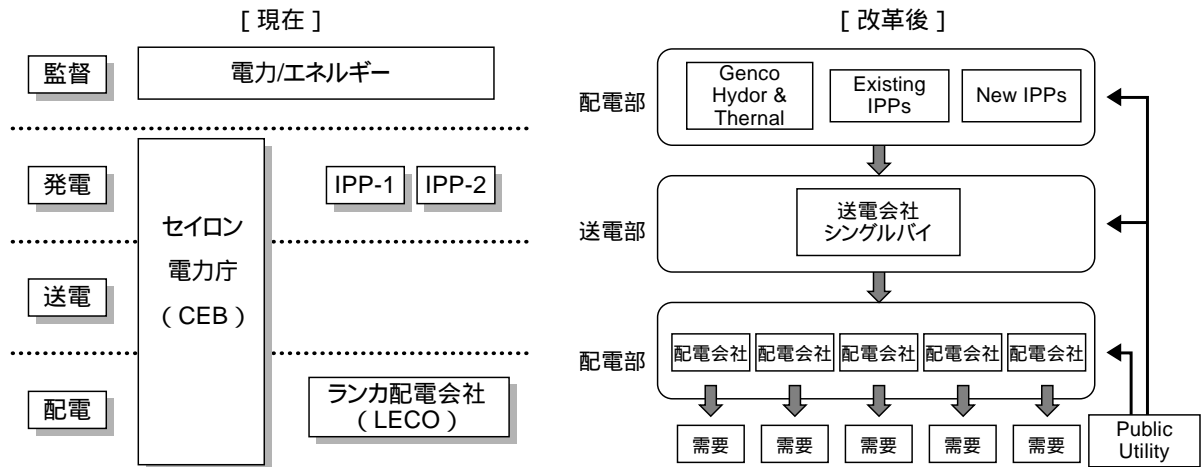 [ 現在 ]
監督
電力/エネルギー
発電
IPP-1
IPP-2
セイロン
電力庁
( CEB )
送電
配電
ランカ配電会社
( LECO )
[ 改革後 ]
配電部
Genco
Hydor &
Thernal
Existing
IPPs
New IPPs
送電部
送電会社
シングルバイ
配電部
配電会社
配電会社
配電会社
配電会社
配電会社
需要
需要
需要
需要
需要
Public
Utility